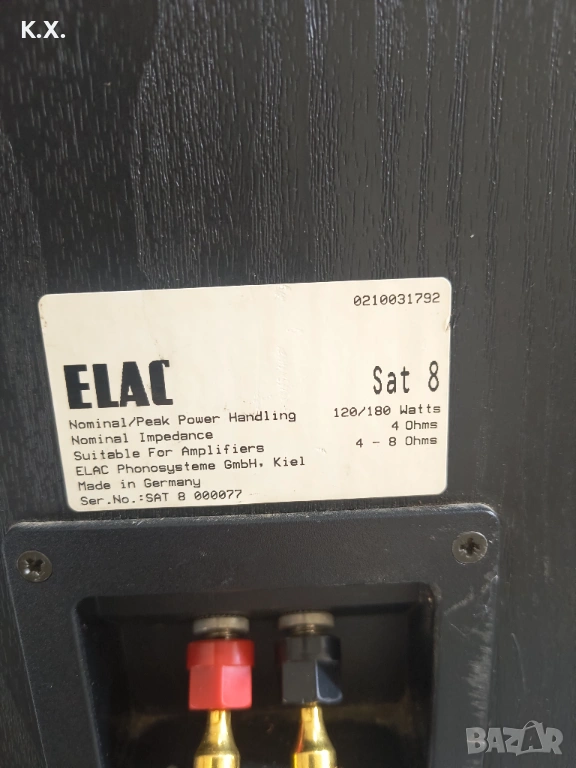 K.X.
0210031792
ELAC
Sat 8
Nominal/Peak Power Handling 120/180 Watts
Nominal Impedance 4 Ohms
Suitable For Amplifiers 4 - 8 Ohms
ELAC Phonosysteme GmbH. Kiel
Made in Germany
Ser.No.:SAT 8 000077
BAZAR